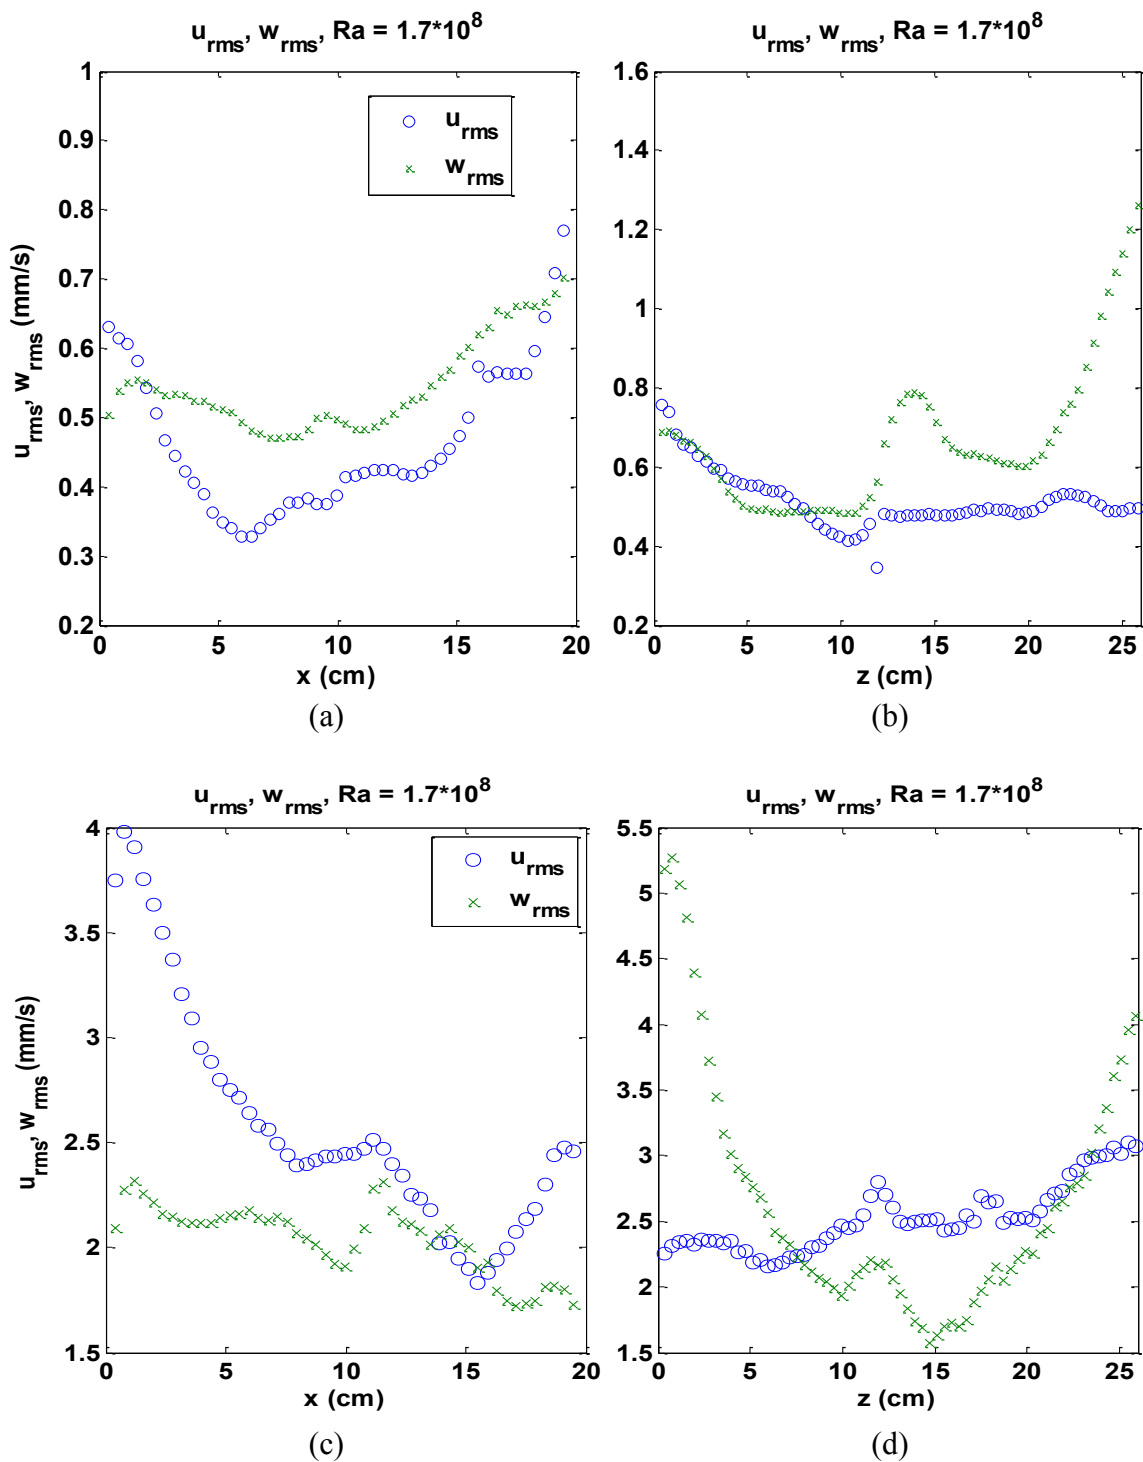 u_rms, w_rms, Ra = 1.7*10^8
u_rms, w_rms, Ra = 1.7*10^8
u_rms, w_rms (mm/s)
1
0.9
0.8
0.7
0.6
0.5
0.4
0.3
0.2
u_rms
w_rms
0 5 10 15 20
x (cm)
(a)
1.6
1.4
1.2
1
0.8
0.6
0.4
0.2
0 5 10 15 20 25
z (cm)
(b)
u_rms, w_rms, Ra = 1.7*10^8
u_rms, w_rms, Ra = 1.7*10^8
u_rms, w_rms (mm/s)
4
3.5
3
2.5
2
1.5
u_rms
w_rms
0 5 10 15 20
x (cm)
(c)
5.5
5
4.5
4
3.5
3
2.5
2
1.5
0 5 10 15 20 25
z (cm)
(d)